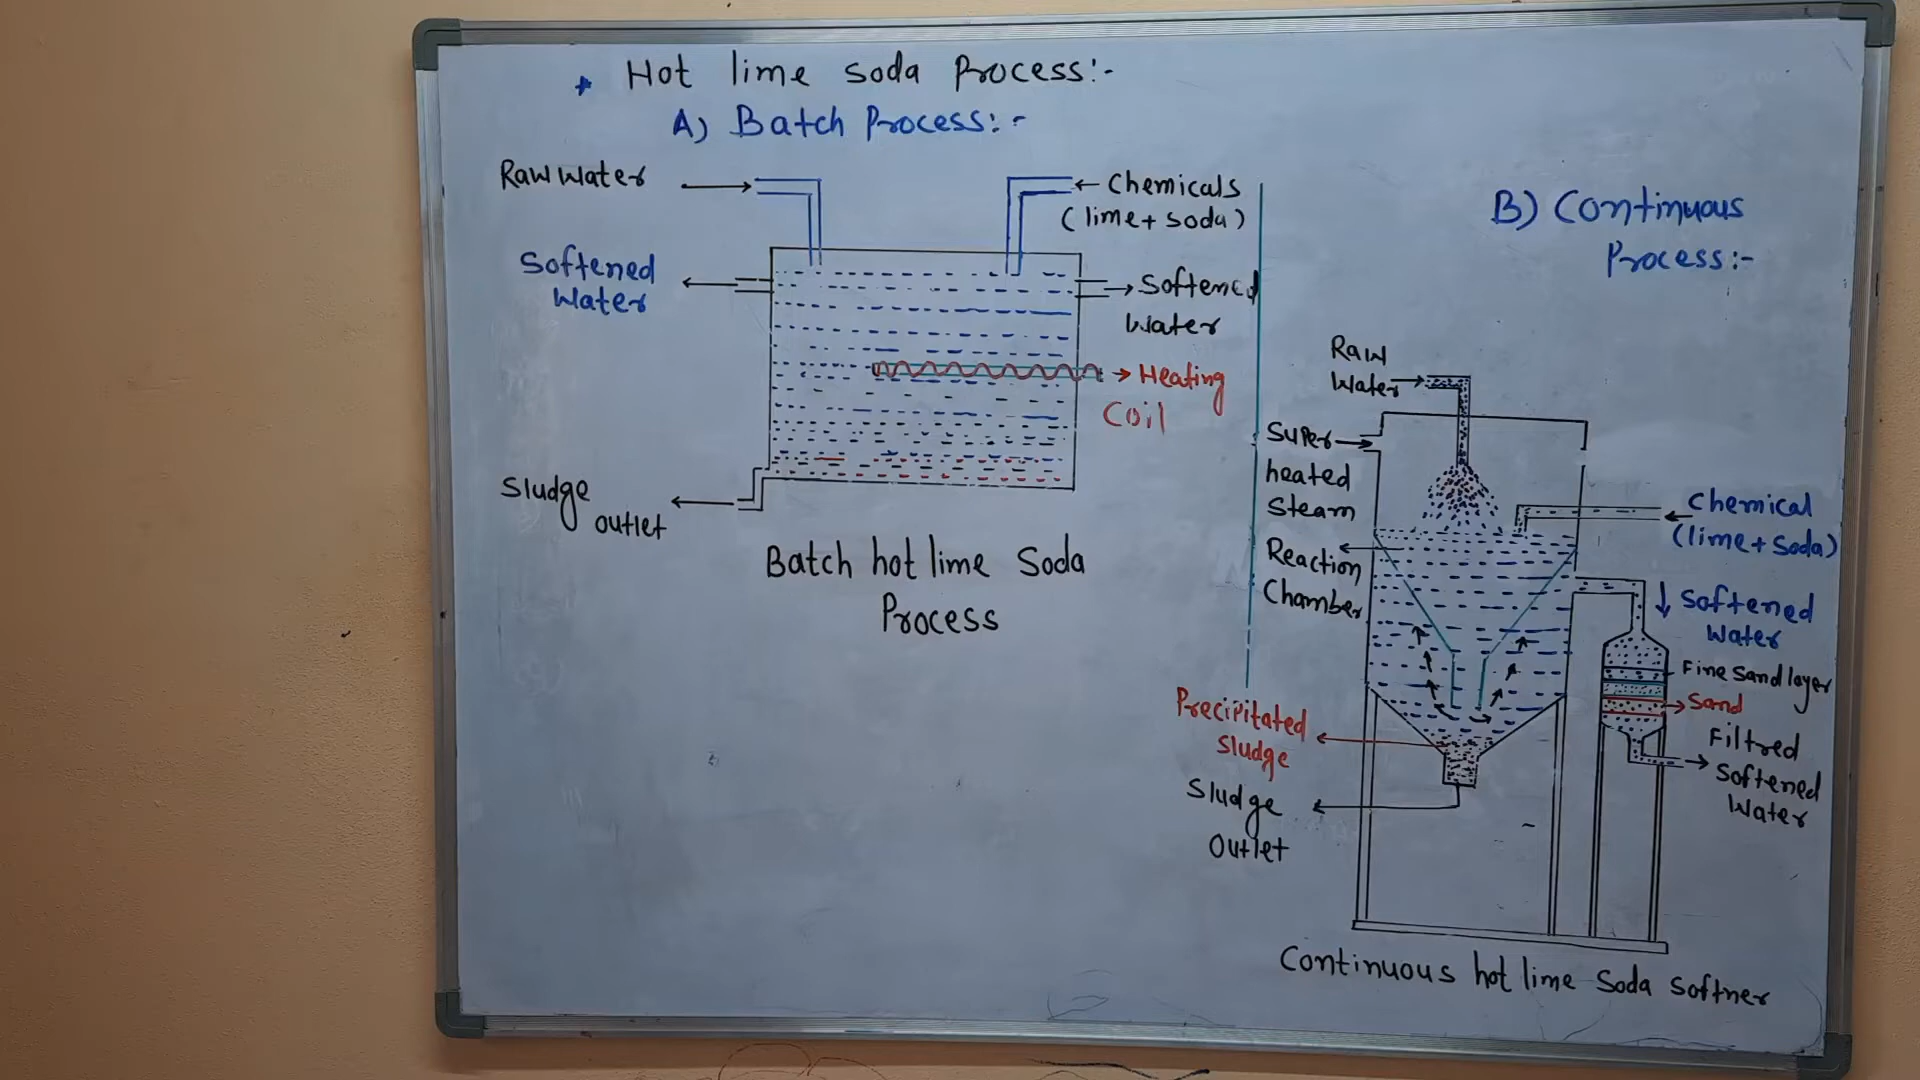 * Hot lime soda Process:-
A) Batch Process:-
Raw water
Chemicals
(lime + soda)
Softened
Water
Softened
Water
Heating
Coil
Sludge
outlet
Batch hot lime Soda
Process
B) Continuous
Process:-
Raw
Water
Super
heated
Steam
Chemical
(lime + soda)
Reaction
Chamber
Softened
Water
Fine sand layer
Sand
Precipitated
Sludge
Filtred
Softened
Water
Sludge
Outlet
Continuous hot lime Soda Softner